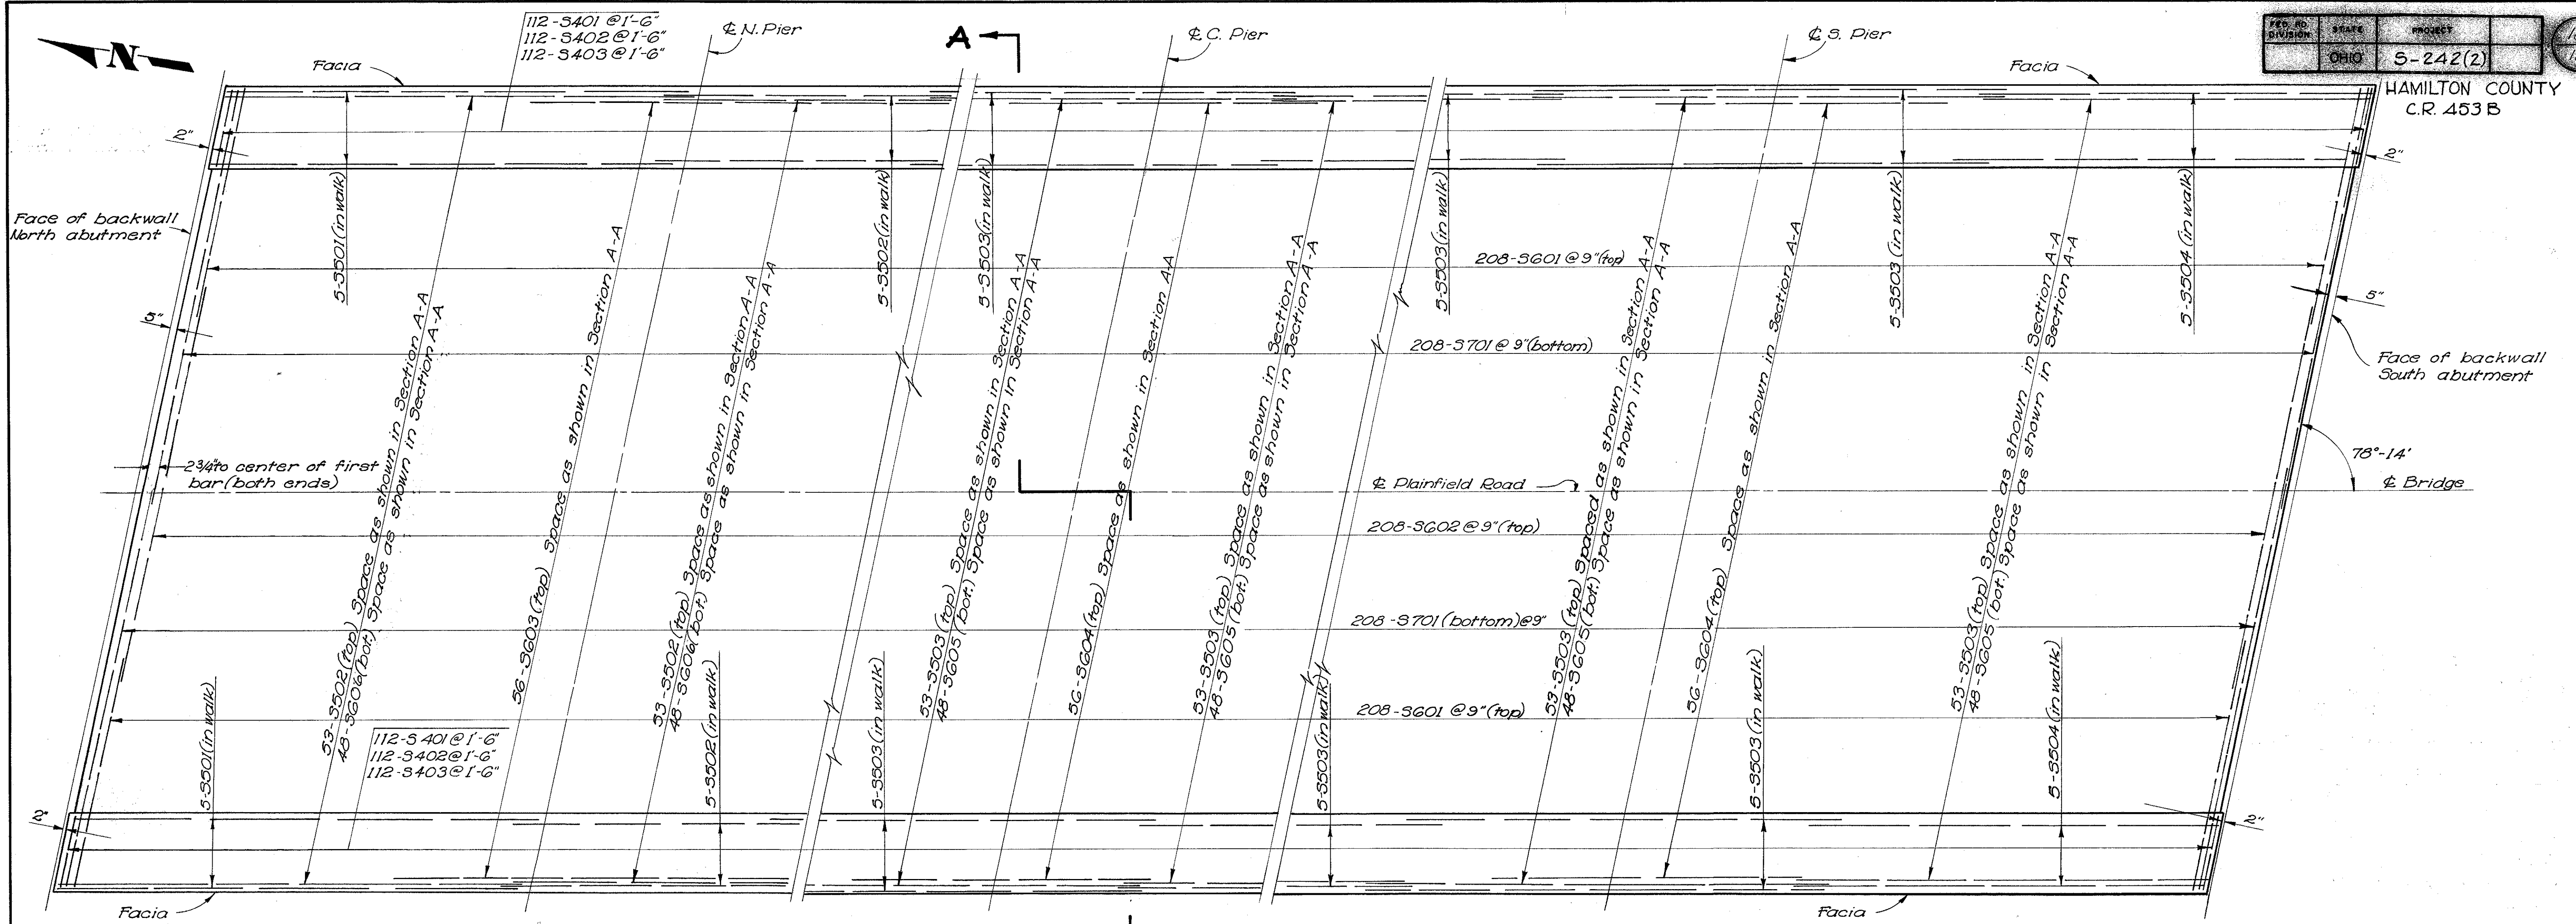 112-S401 @ 1'-6"
112-S402 @ 1'-6"
112-S403 @ 1'-6"
℄ N. Pier
A
℄ C. Pier
℄ S. Pier
FED. RD. DIVISION
STATE
PROJECT
OHIO
S-242(2)
HAMILTON COUNTY
C.R. 453 B
N
Facia
Facia
2"
2"
Face of backwall
North abutment
5-S501 (in walk)
5-S502 (in walk)
5-S503 (in walk)
5-S503 (in walk)
5-S503 (in walk)
5-S504 (in walk)
208-S601 @ 9" (top)
5"
5"
208-S701 @ 9" (bottom)
Face of backwall
South abutment
2 3/4" to center of first
bar (both ends)
78°-14'
℄ Plainfield Road
℄ Bridge
208-S602 @ 9" (top)
208-S701 (bottom) @ 9"
208-S601 @ 9" (top)
53-S502 (top) Space as shown in Section A-A
48-S606 (bot.) Space as shown in Section A-A
56-S603 (top) Space as shown in Section A-A
53-S502 (top) Space as shown in Section A-A
48-S606 (bot.) Space as shown in Section A-A
53-S503 (top) Space as shown in Section A-A
48-S605 (bot.) Space as shown in Section A-A
56-S604 (top) Space as shown in Section A-A
53-S503 (top) Space as shown in Section A-A
48-S605 (bot.) Space as shown in Section A-A
53-S503 (top) Spaced as shown in Section A-A
48-S605 (bot.) Space as shown in Section A-A
56-S604 (top) Space as shown in Section A-A
53-S503 (top) Space as shown in Section A-A
48-S605 (bot.) Space as shown in Section A-A
112-S401 @ 1'-6"
112-S402 @ 1'-6"
112-S403 @ 1'-6"
5-S501 (in walk)
5-S502 (in walk)
5-S503 (in walk)
5-S503 (in walk)
5-S503 (in walk)
5-S504 (in walk)
2"
2"
Facia
Facia